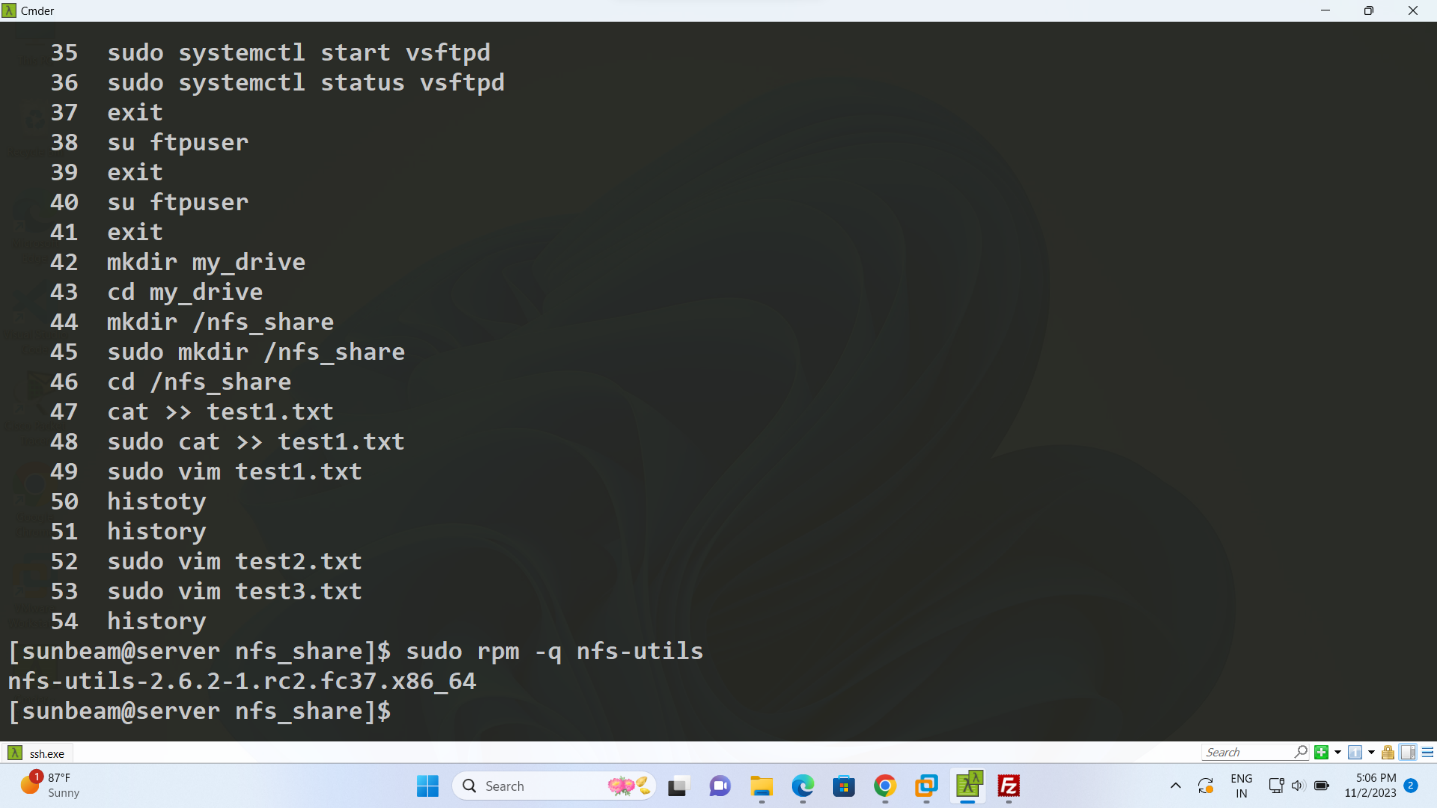 Cmder
35 sudo systemctl start vsftpd
36 sudo systemctl status vsftpd
37 exit
38 su ftpuser
39 exit
40 su ftpuser
41 exit
42 mkdir my_drive
43 cd my_drive
44 mkdir /nfs_share
45 sudo mkdir /nfs_share
46 cd /nfs_share
47 cat >> test1.txt
48 sudo cat >> test1.txt
49 sudo vim test1.txt
50 histoty
51 history
52 sudo vim test2.txt
53 sudo vim test3.txt
54 history
[sunbeam@server nfs_share]$ sudo rpm -q nfs-utils
nfs-utils-2.6.2-1.rc2.fc37.x86_64
[sunbeam@server nfs_share]$
ssh.exe
Search
1
87°F
Sunny
Search
ENG
IN
5:06 PM
11/2/2023
2